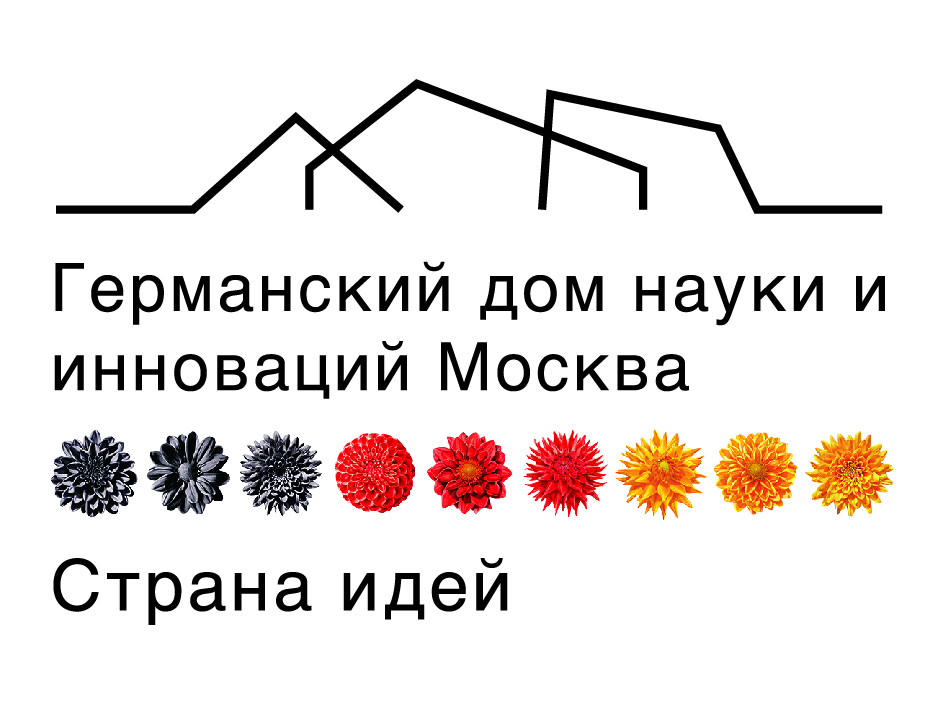 Германский дом науки и
инноваций Москва
Страна идей